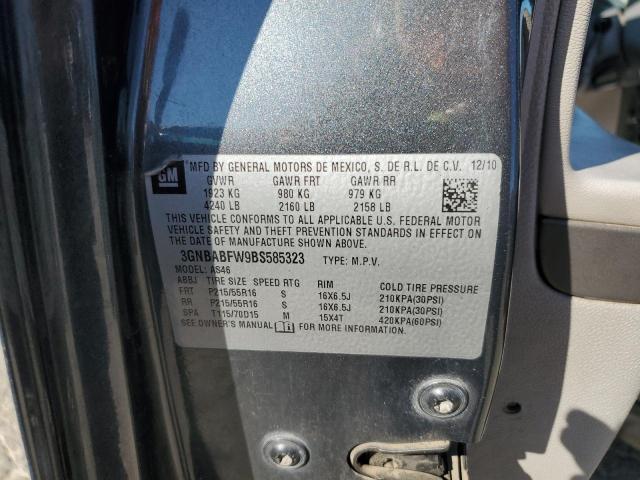 GM
MFD BY GENERAL MOTORS DE MEXICO, S. DE R.L. DE C.V. 12/10
GVWR GAWR FRT GAWR RR
1923 KG 980 KG 979 KG
4240 LB 2160 LB 2158 LB
THIS VEHICLE CONFORMS TO ALL APPLICABLE U.S. FEDERAL MOTOR
VEHICLE SAFETY AND THEFT PREVENTION STANDARDS IN EFFECT ON
THE DATE OF MANUFACTURE SHOWN ABOVE.
3GNBABFW9BS585323 TYPE: M.P.V.
MODEL: AS46
ABBJ TIRE SIZE SPEED RTG RIM COLD TIRE PRESSURE
FRT P215/55R16 S 16X6.5J 210KPA(30PSI)
RR P215/55R16 S 16X6.5J 210KPA(30PSI)
SPA T115/70D15 M 15X4T 420KPA(60PSI)
SEE OWNER'S MANUAL